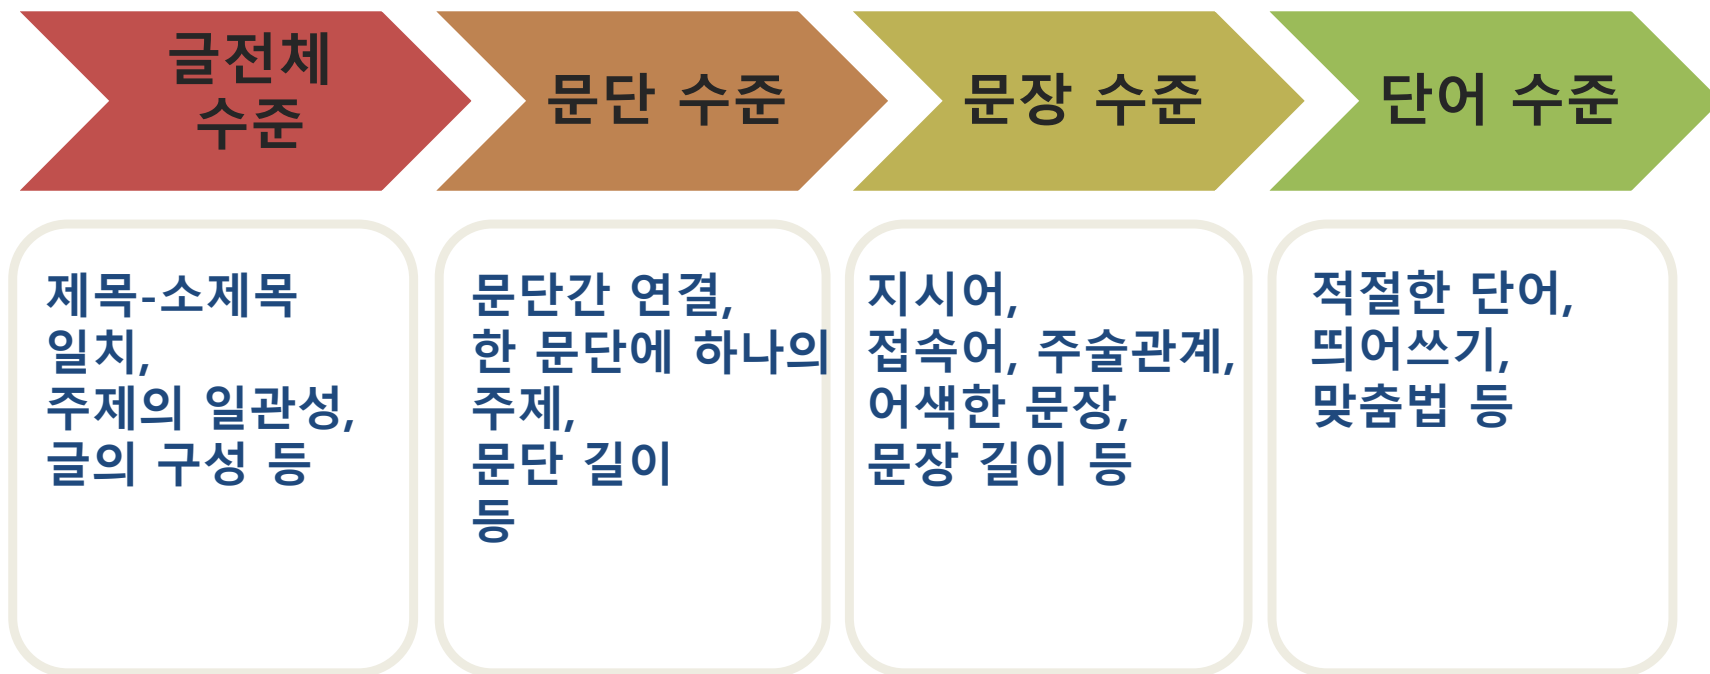 글전체
수준
문단 수준
문장 수준
단어 수준
제목-소제목
일치,
주제의 일관성,
글의 구성 등
문단간 연결,
한 문단에 하나의
주제,
문단 길이
등
지시어,
접속어, 주술관계,
어색한 문장,
문장 길이 등
적절한 단어,
띄어쓰기,
맞춤법 등